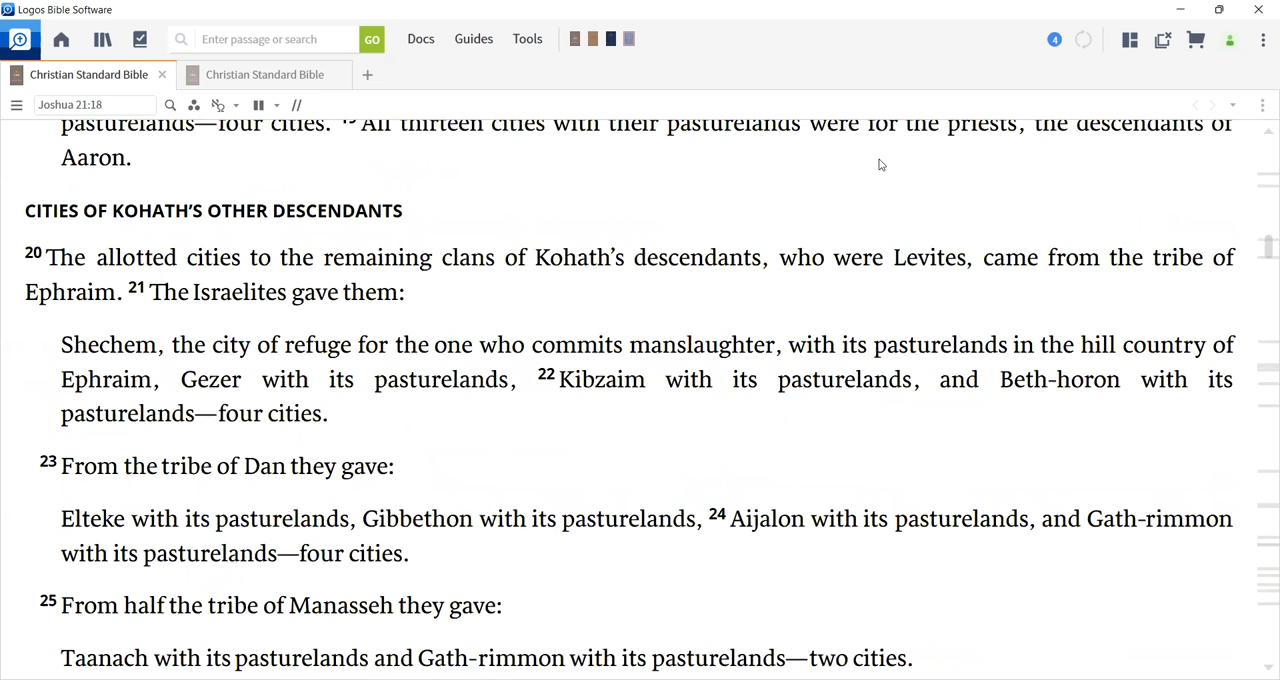 Logos Bible Software
Enter passage or search
GO
Docs
Guides
Tools
4
Christian Standard Bible
Christian Standard Bible
Joshua 21:18
pasturelands—four cities. 19 All thirteen cities with their pasturelands were for the priests, the descendants of
Aaron.
CITIES OF KOHATH’S OTHER DESCENDANTS
20 The allotted cities to the remaining clans of Kohath’s descendants, who were Levites, came from the tribe of
Ephraim. 21 The Israelites gave them:
Shechem, the city of refuge for the one who commits manslaughter, with its pasturelands in the hill country of
Ephraim, Gezer with its pasturelands, 22 Kibzaim with its pasturelands, and Beth-horon with its
pasturelands—four cities.
23 From the tribe of Dan they gave:
Elteke with its pasturelands, Gibbethon with its pasturelands, 24 Aijalon with its pasturelands, and Gath-rimmon
with its pasturelands—four cities.
25 From half the tribe of Manasseh they gave:
Taanach with its pasturelands and Gath-rimmon with its pasturelands—two cities.